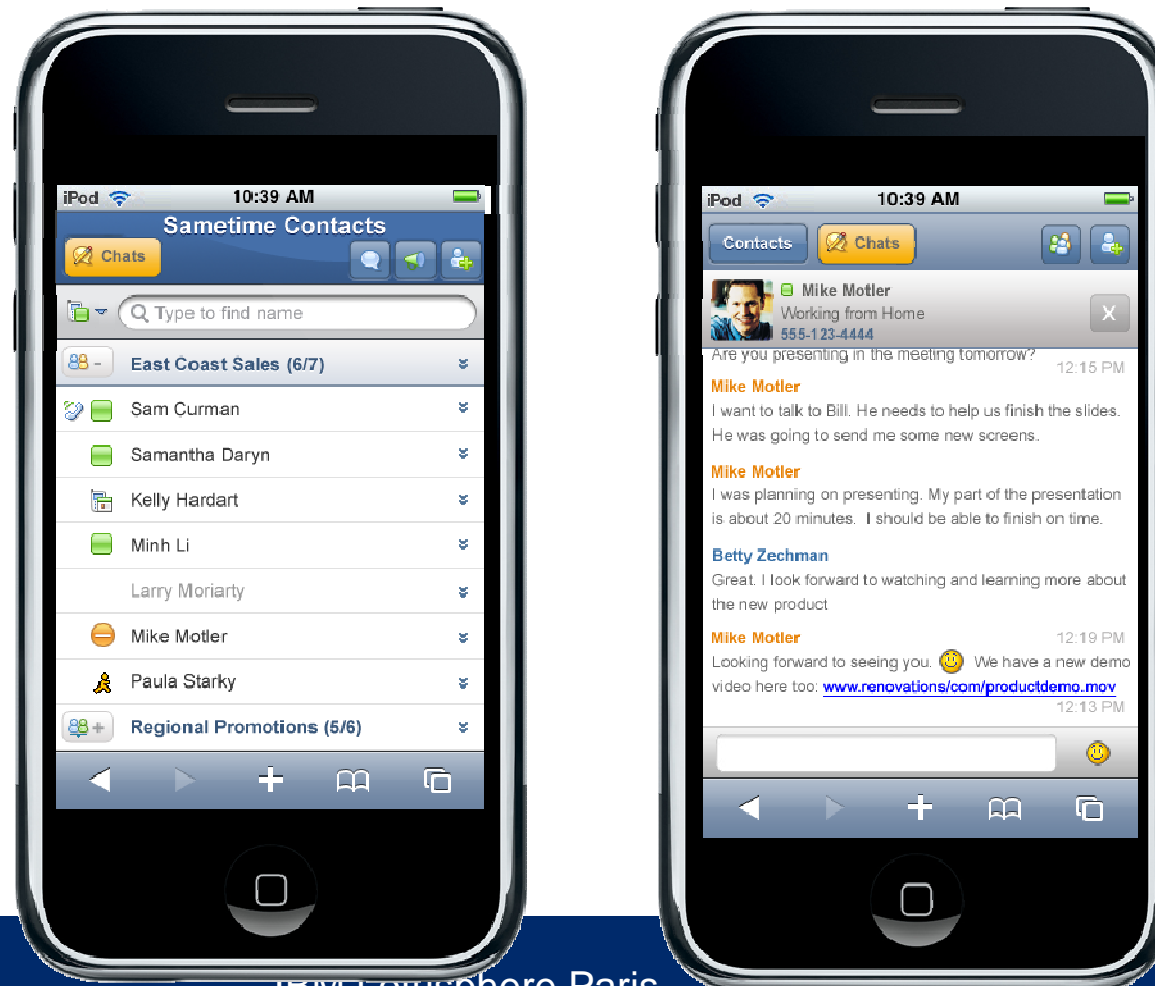 iPod 10:39 AM
Sametime Contacts
Chats
Type to find name
East Coast Sales (6/7)
Sam Curman
Samantha Daryn
Kelly Hardart
Minh Li
Larry Moriarty
Mike Motler
Paula Starky
Regional Promotions (5/6)
iPod 10:39 AM
Contacts Chats
Mike Motler
Working from Home
555-123-4444
X
Are you presenting in the meeting tomorrow?
12:15 PM
Mike Motler
I want to talk to Bill. He needs to help us finish the slides.
He was going to send me some new screens..
Mike Motler
I was planning on presenting. My part of the presentation
is about 20 minutes. I should be able to finish on time.
Betty Zechman
Great. I look forward to watching and learning more about
the new product
Mike Motler 12:19 PM
Looking forward to seeing you. We have a new demo
video here too: www.renovations/com/productdemo.mov
12:13 PM
IBM Lotusphere Paris